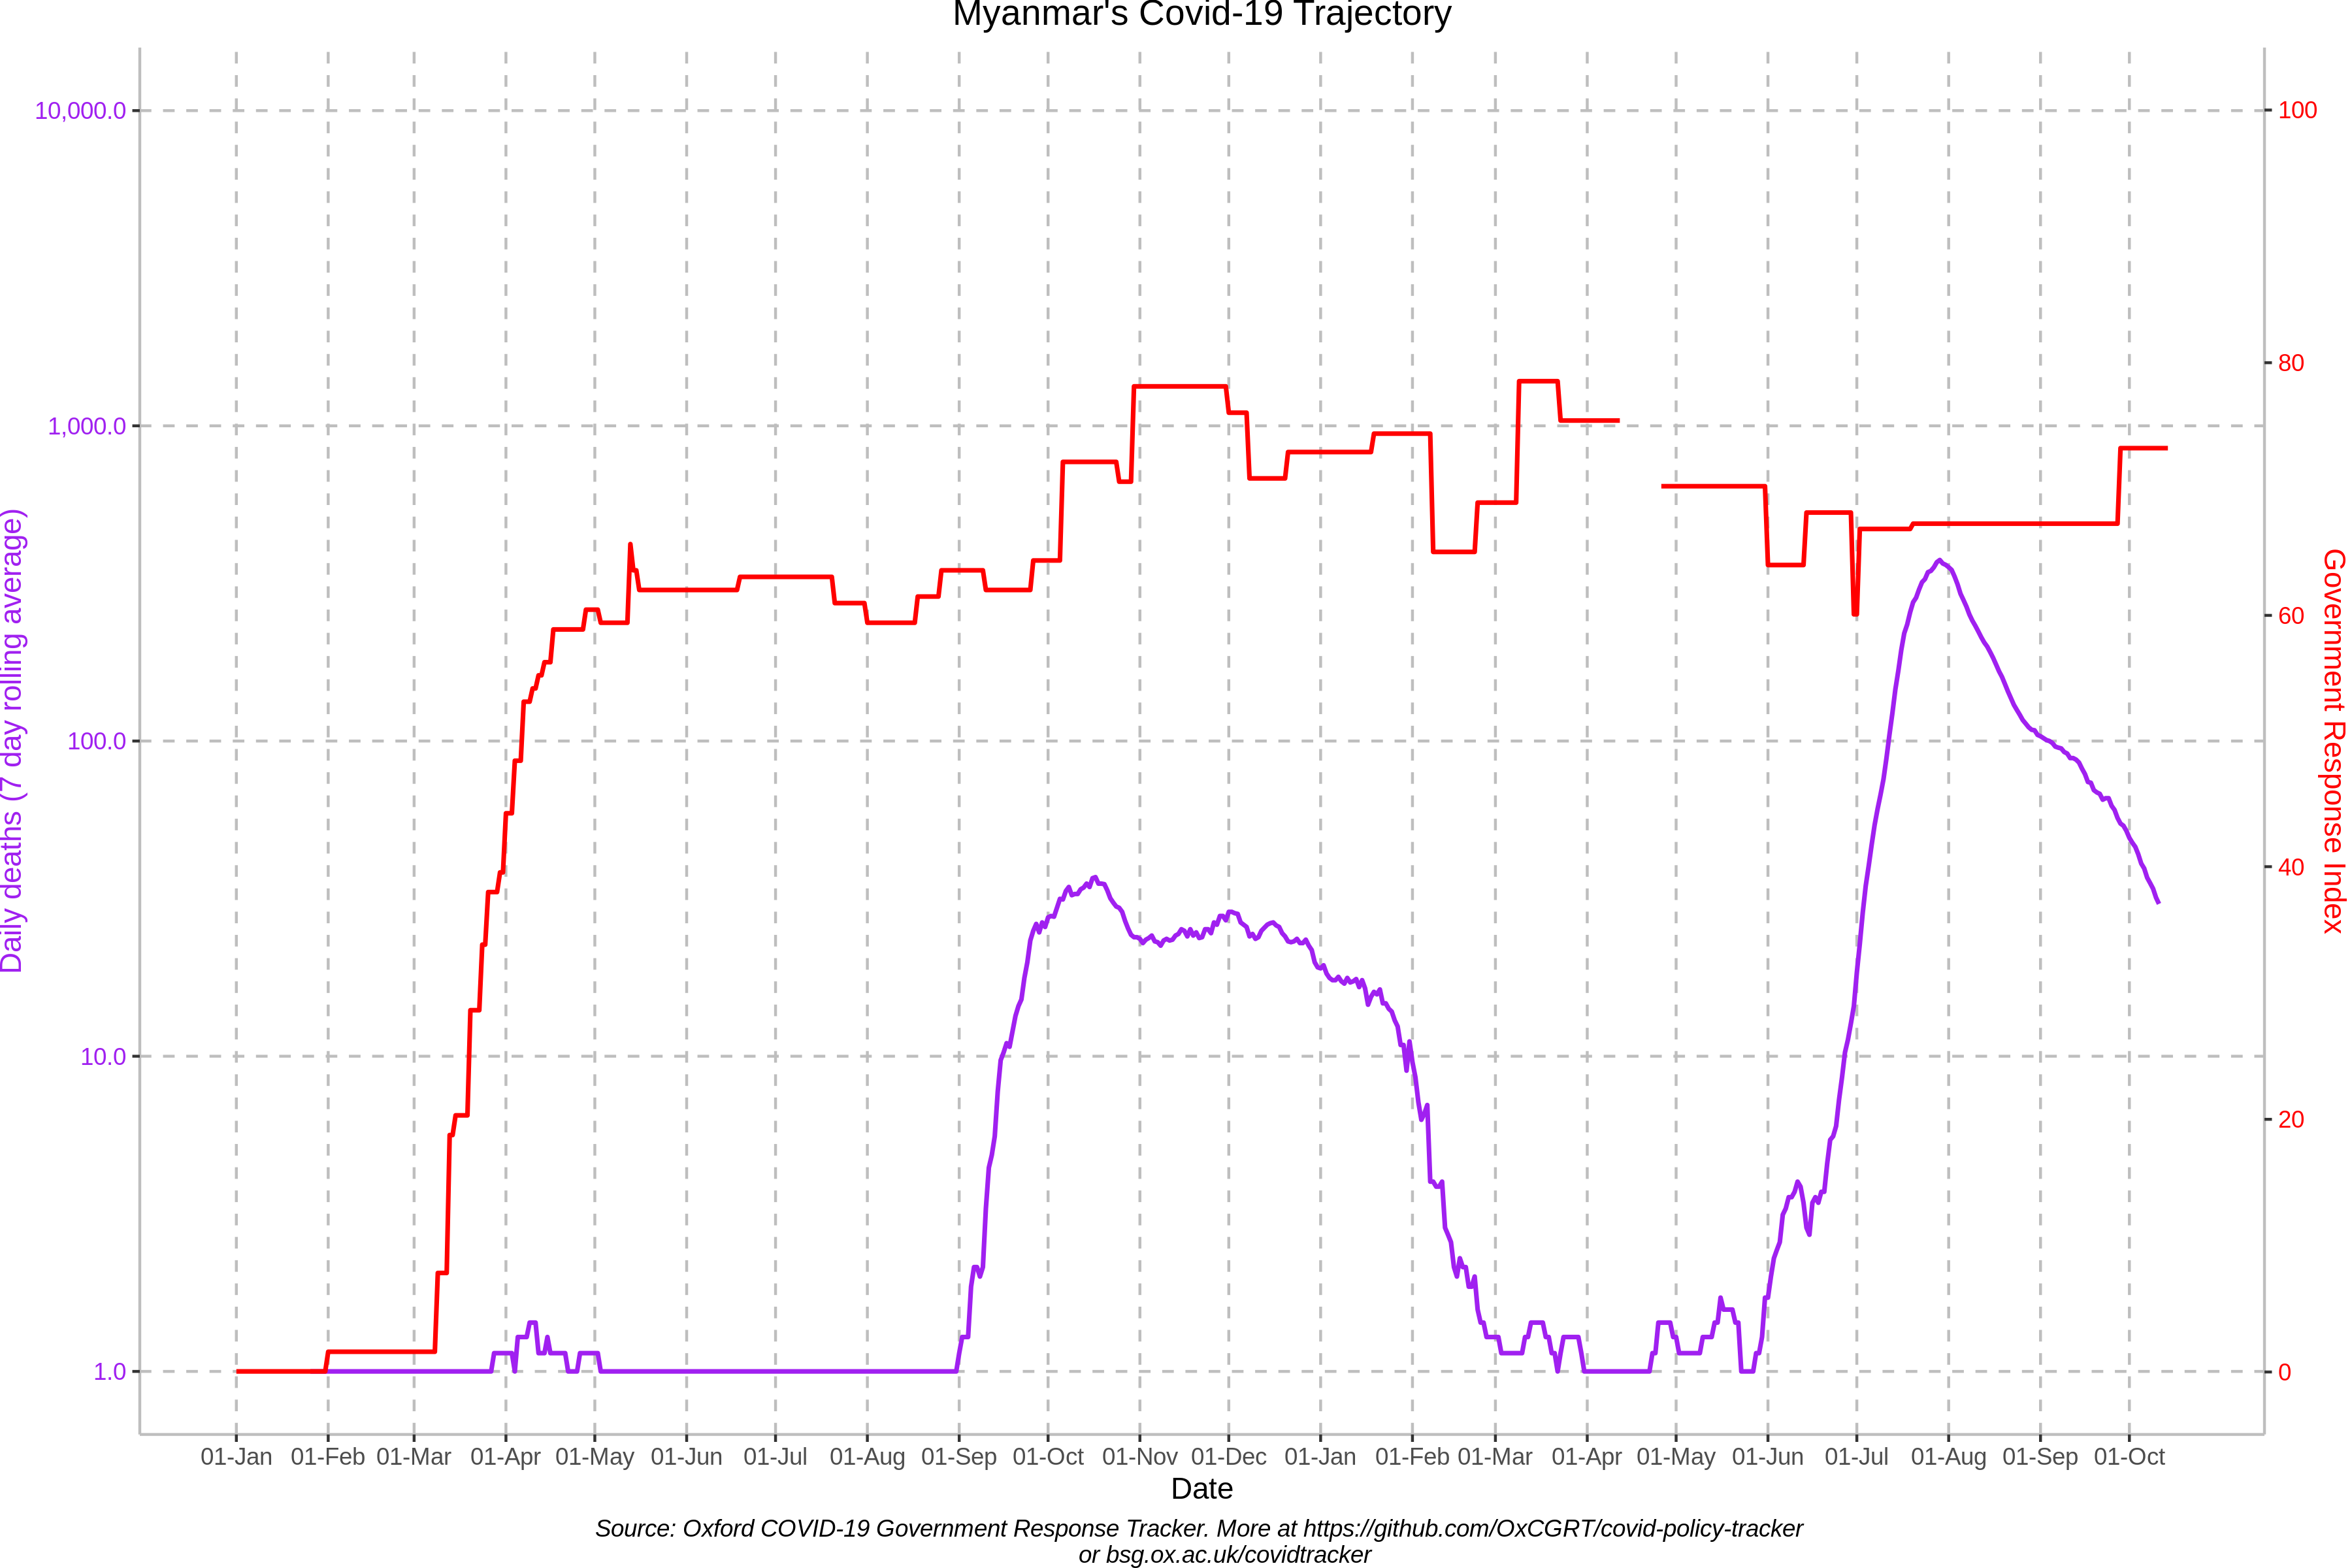 Myanmar's Covid-19 Trajectory
10,000.0
1,000.0
100.0
10.0
1.0
Daily deaths (7 day rolling average)
100
80
60
40
20
0
Government Response Index
01-Jan 01-Feb 01-Mar 01-Apr 01-May 01-Jun 01-Jul 01-Aug 01-Sep 01-Oct 01-Nov 01-Dec 01-Jan 01-Feb 01-Mar 01-Apr 01-May 01-Jun 01-Jul 01-Aug 01-Sep 01-Oct
Date
Source: Oxford COVID-19 Government Response Tracker. More at https://github.com/OxCGRT/covid-policy-tracker
or bsg.ox.ac.uk/covidtracker